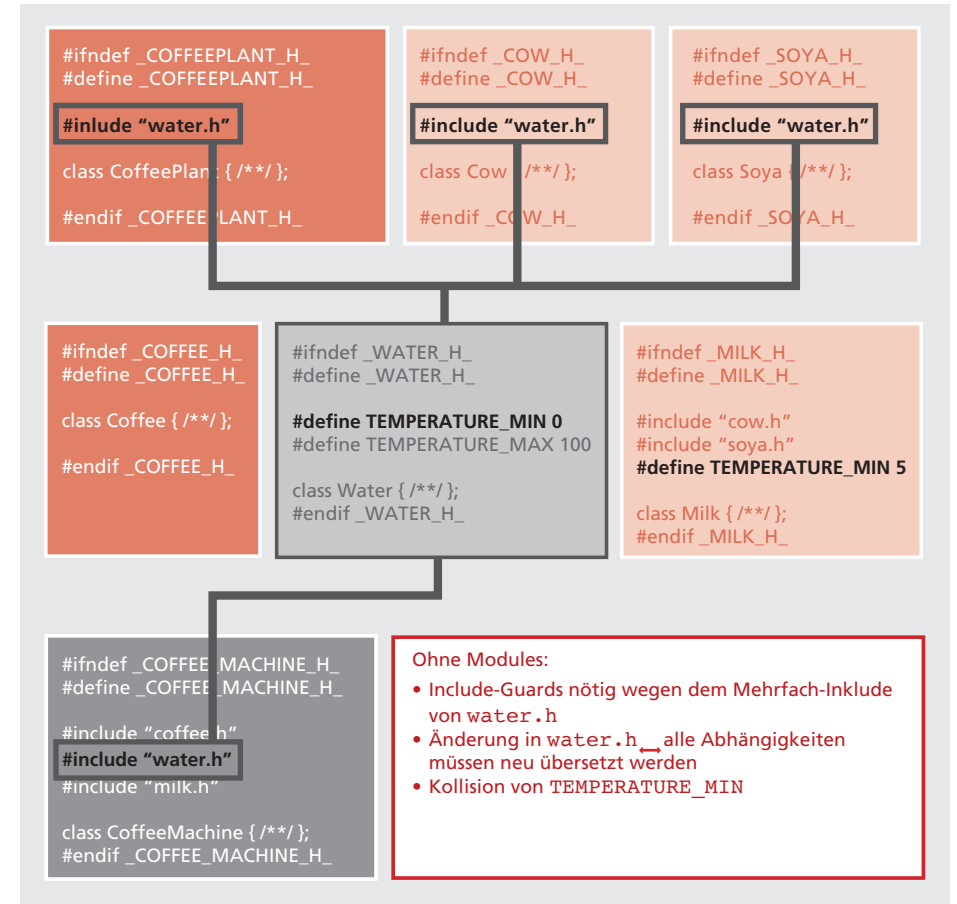 #ifndef _COFFEEPLANT_H_
#define _COFFEEPLANT_H_
#inlude “water.h”
class CoffeePlant { /**/ };
#endif _COFFEEPLANT_H_
#ifndef _COW_H_
#define _COW_H_
#include “water.h”
class Cow { /**/ };
#endif _COW_H_
#ifndef _SOYA_H_
#define _SOYA_H_
#include “water.h”
class Soya { /**/ };
#endif _SOYA_H_
#ifndef _COFFEE_H_
#define _COFFEE_H_
class Coffee { /**/ };
#endif _COFFEE_H_
#ifndef _WATER_H_
#define _WATER_H_
#define TEMPERATURE_MIN 0
#define TEMPERATURE_MAX 100
class Water { /**/ };
#endif _WATER_H_
#ifndef _MILK_H_
#define _MILK_H_
#include “cow.h”
#include “soya.h”
#define TEMPERATURE_MIN 5
class Milk { /**/ };
#endif _MILK_H_
#ifndef _COFFEE_MACHINE_H_
#define _COFFEE_MACHINE_H_
#include “coffee.h”
#include “water.h”
#include “milk.h”
class CoffeeMachine { /**/ };
#endif _COFFEE_MACHINE_H_
Ohne Modules:
• Include-Guards nötig wegen dem Mehrfach-Inklude
von water.h
• Änderung in water.h ↔ alle Abhängigkeiten
müssen neu übersetzt werden
• Kollision von TEMPERATURE_MIN